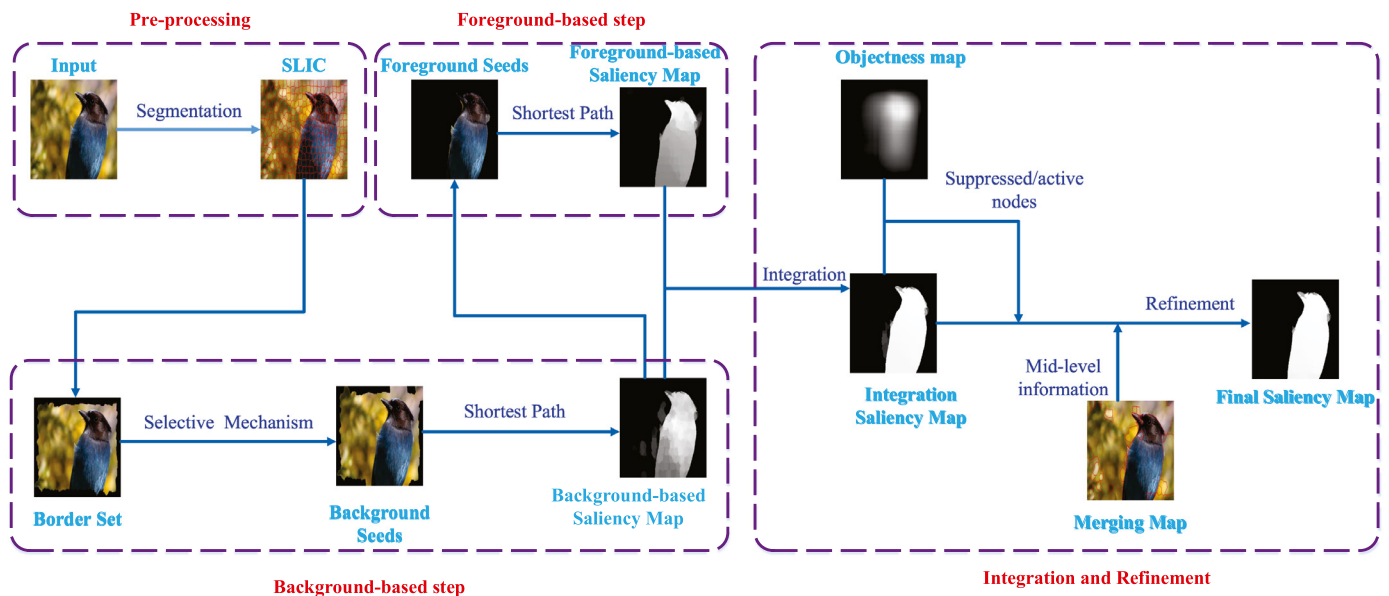 Pre-processing
Input
SLIC
Segmentation
Foreground-based step
Foreground Seeds
Foreground-based
Saliency Map
Shortest Path
Border Set
Selective Mechanism
Background
Seeds
Shortest Path
Background-based
Saliency Map
Background-based step
Objectness map
Suppressed/active
nodes
Integration
Integration
Saliency Map
Refinement
Mid-level
information
Merging Map
Final Saliency Map
Integration and Refinement